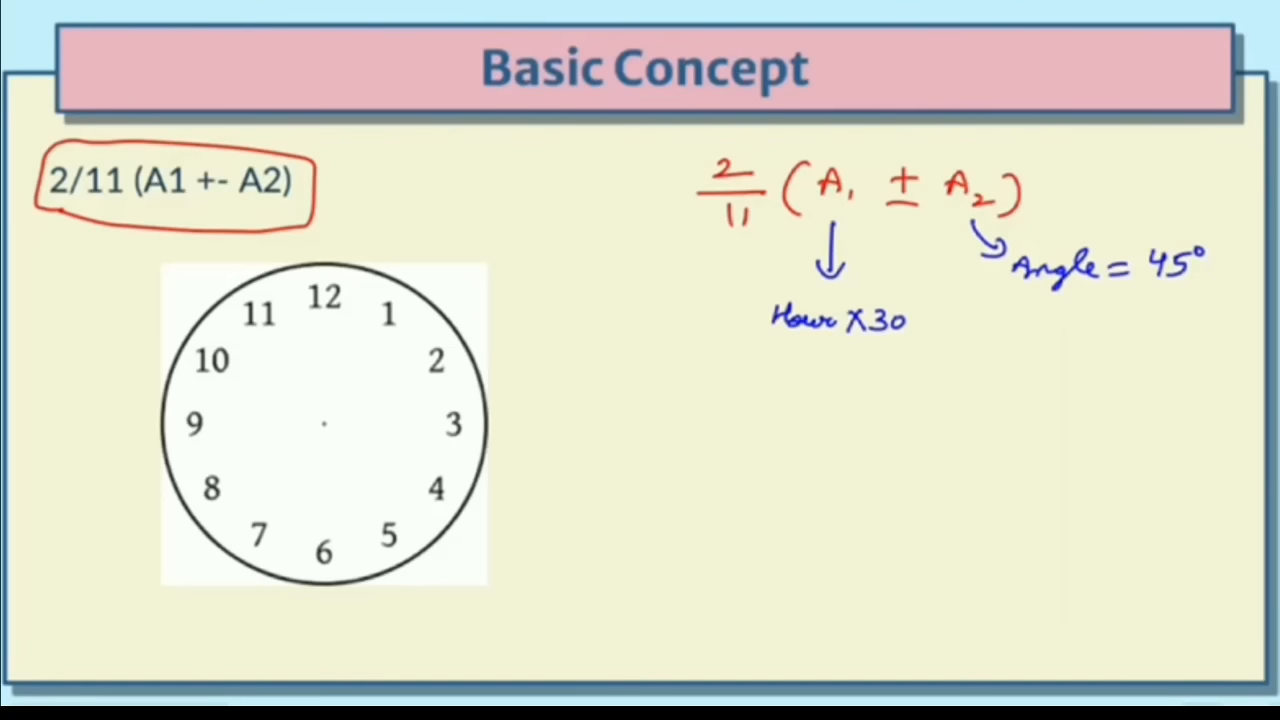 Basic Concept
2/11 (A1 +- A2)
2/11 (A₁ ± A₂)
Angle = 45°
Hour X 30
12
11 1
10 2
9 3
8 4
7 5
6